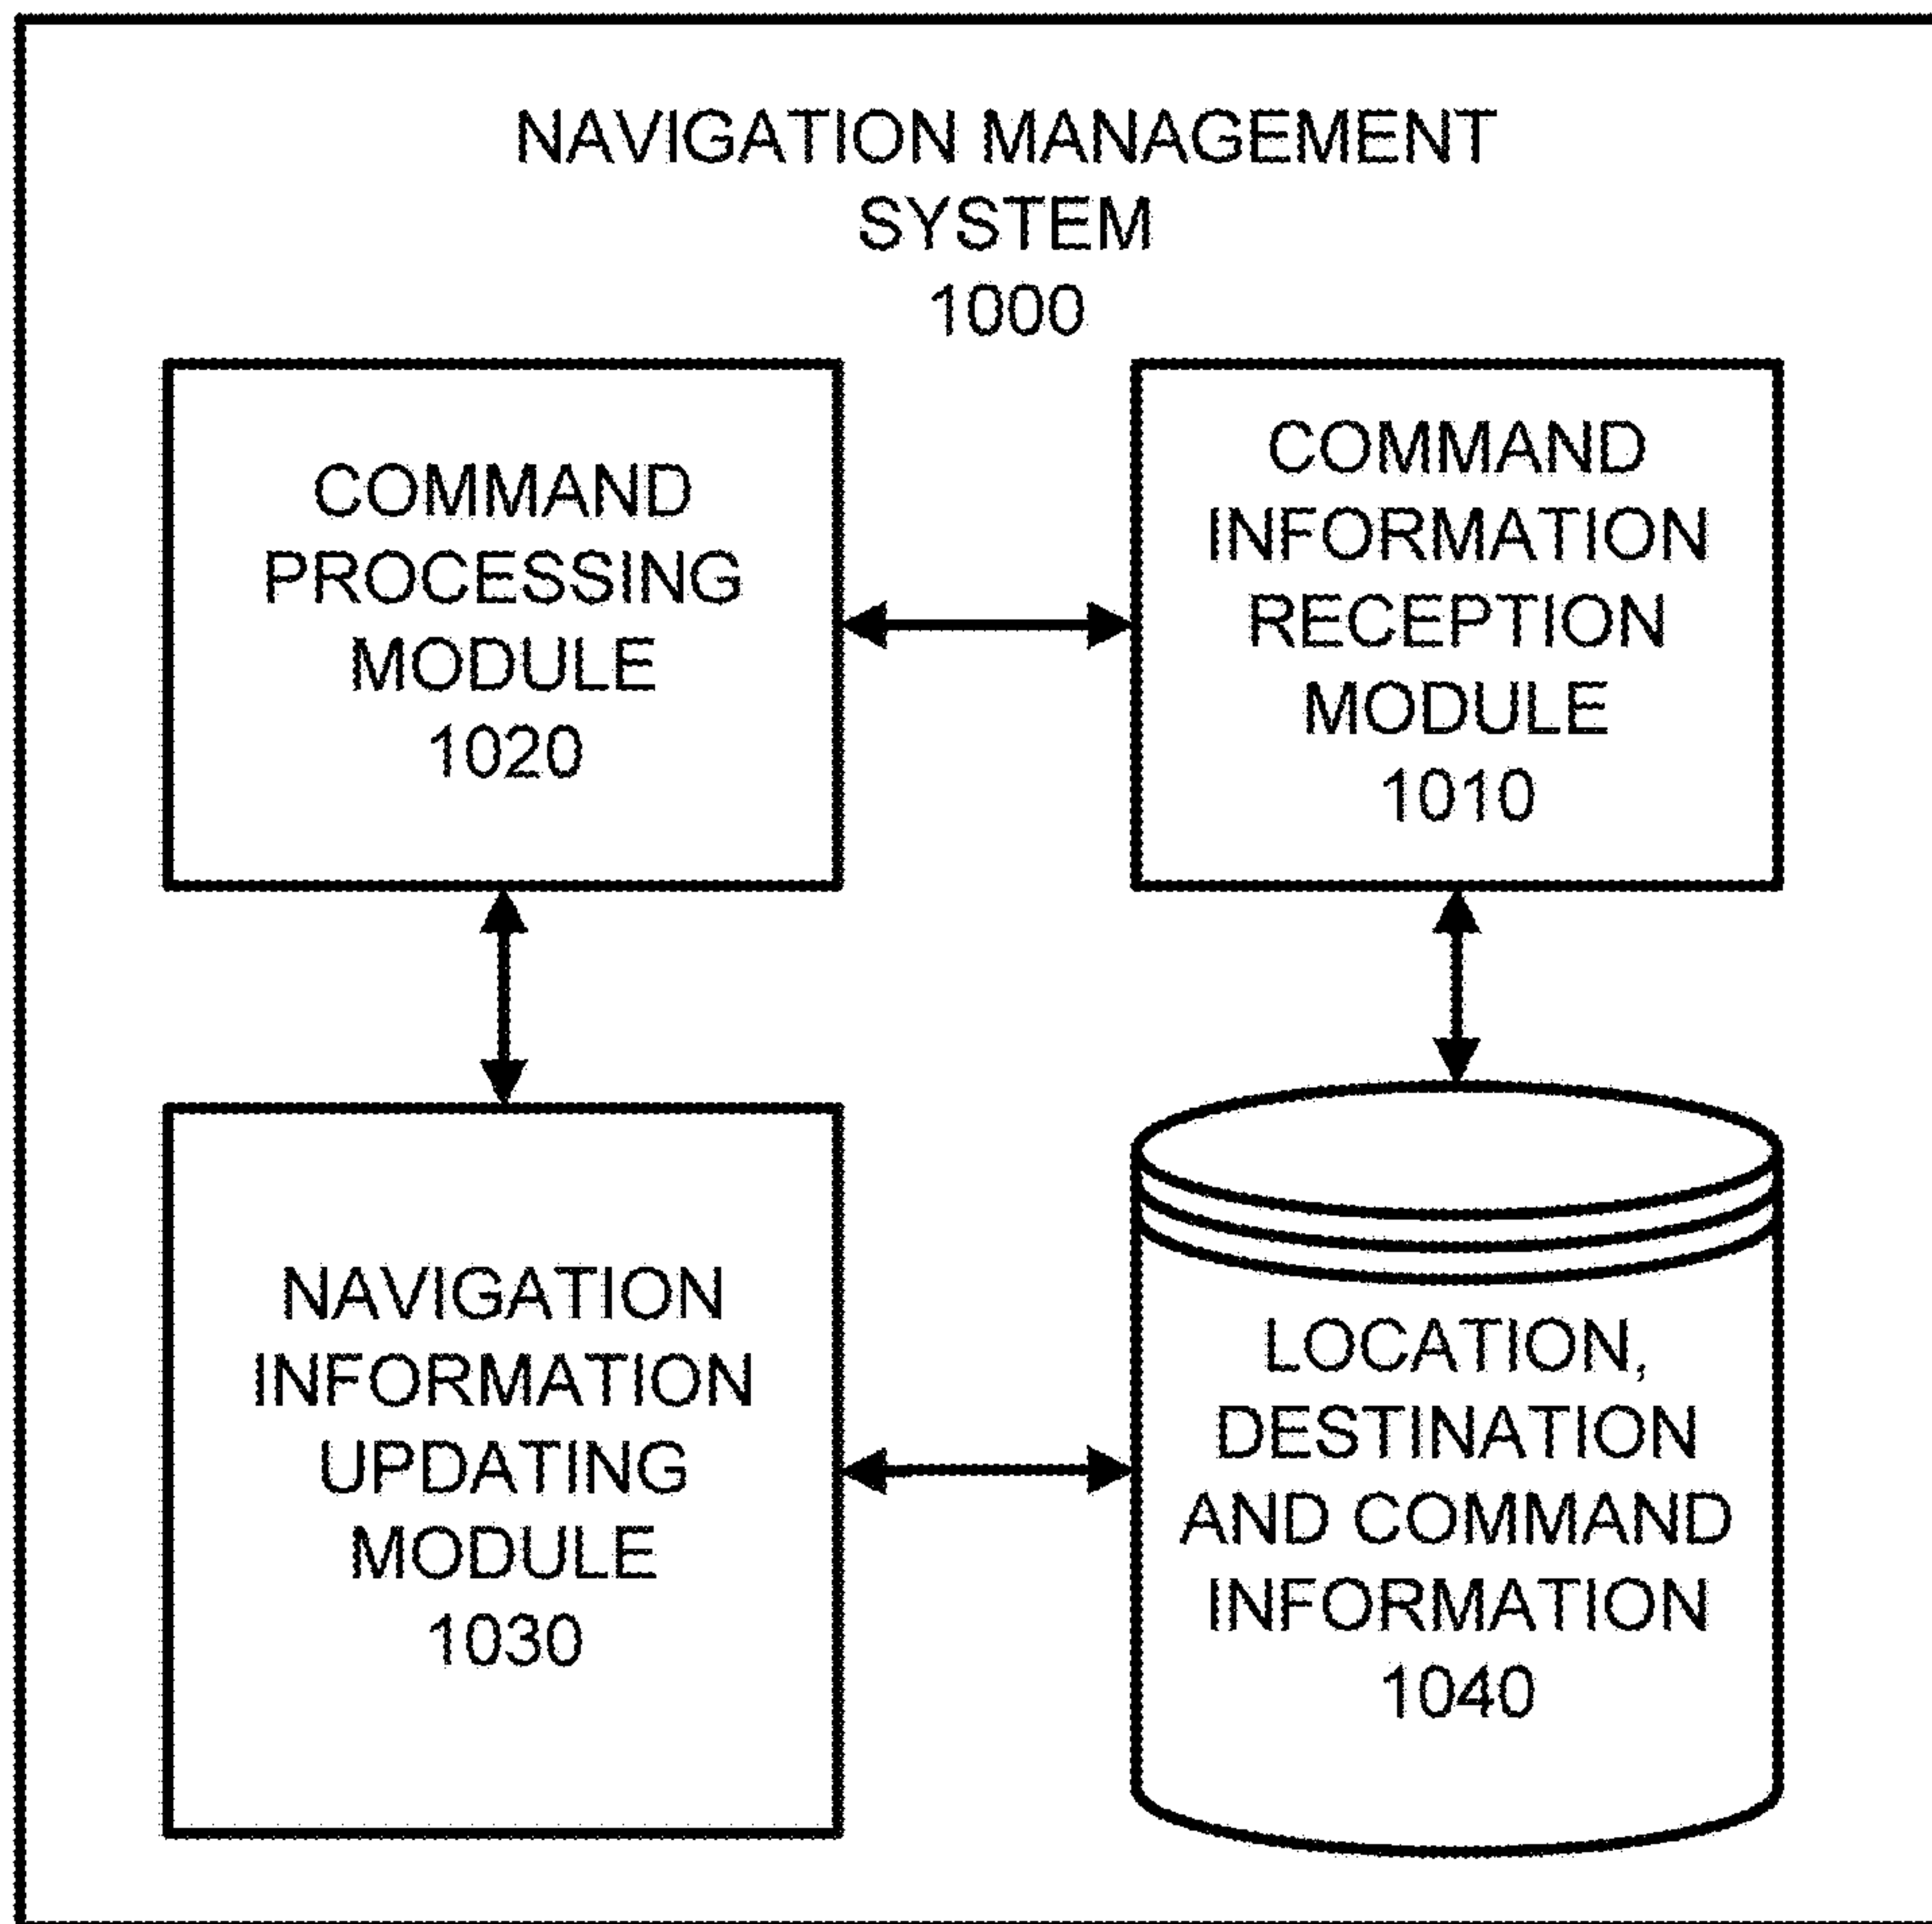 NAVIGATION MANAGEMENT
SYSTEM
1000
COMMAND
PROCESSING
MODULE
1020
COMMAND
INFORMATION
RECEPTION
MODULE
1010
NAVIGATION
INFORMATION
UPDATING
MODULE
1030
LOCATION,
DESTINATION
AND COMMAND
INFORMATION
1040